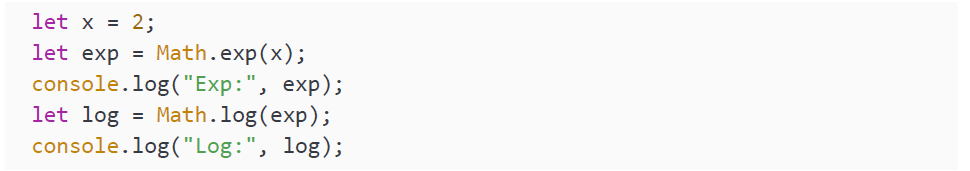 let x = 2;
let exp = Math.exp(x);
console.log("Exp:", exp);
let log = Math.log(exp);
console.log("Log:", log);